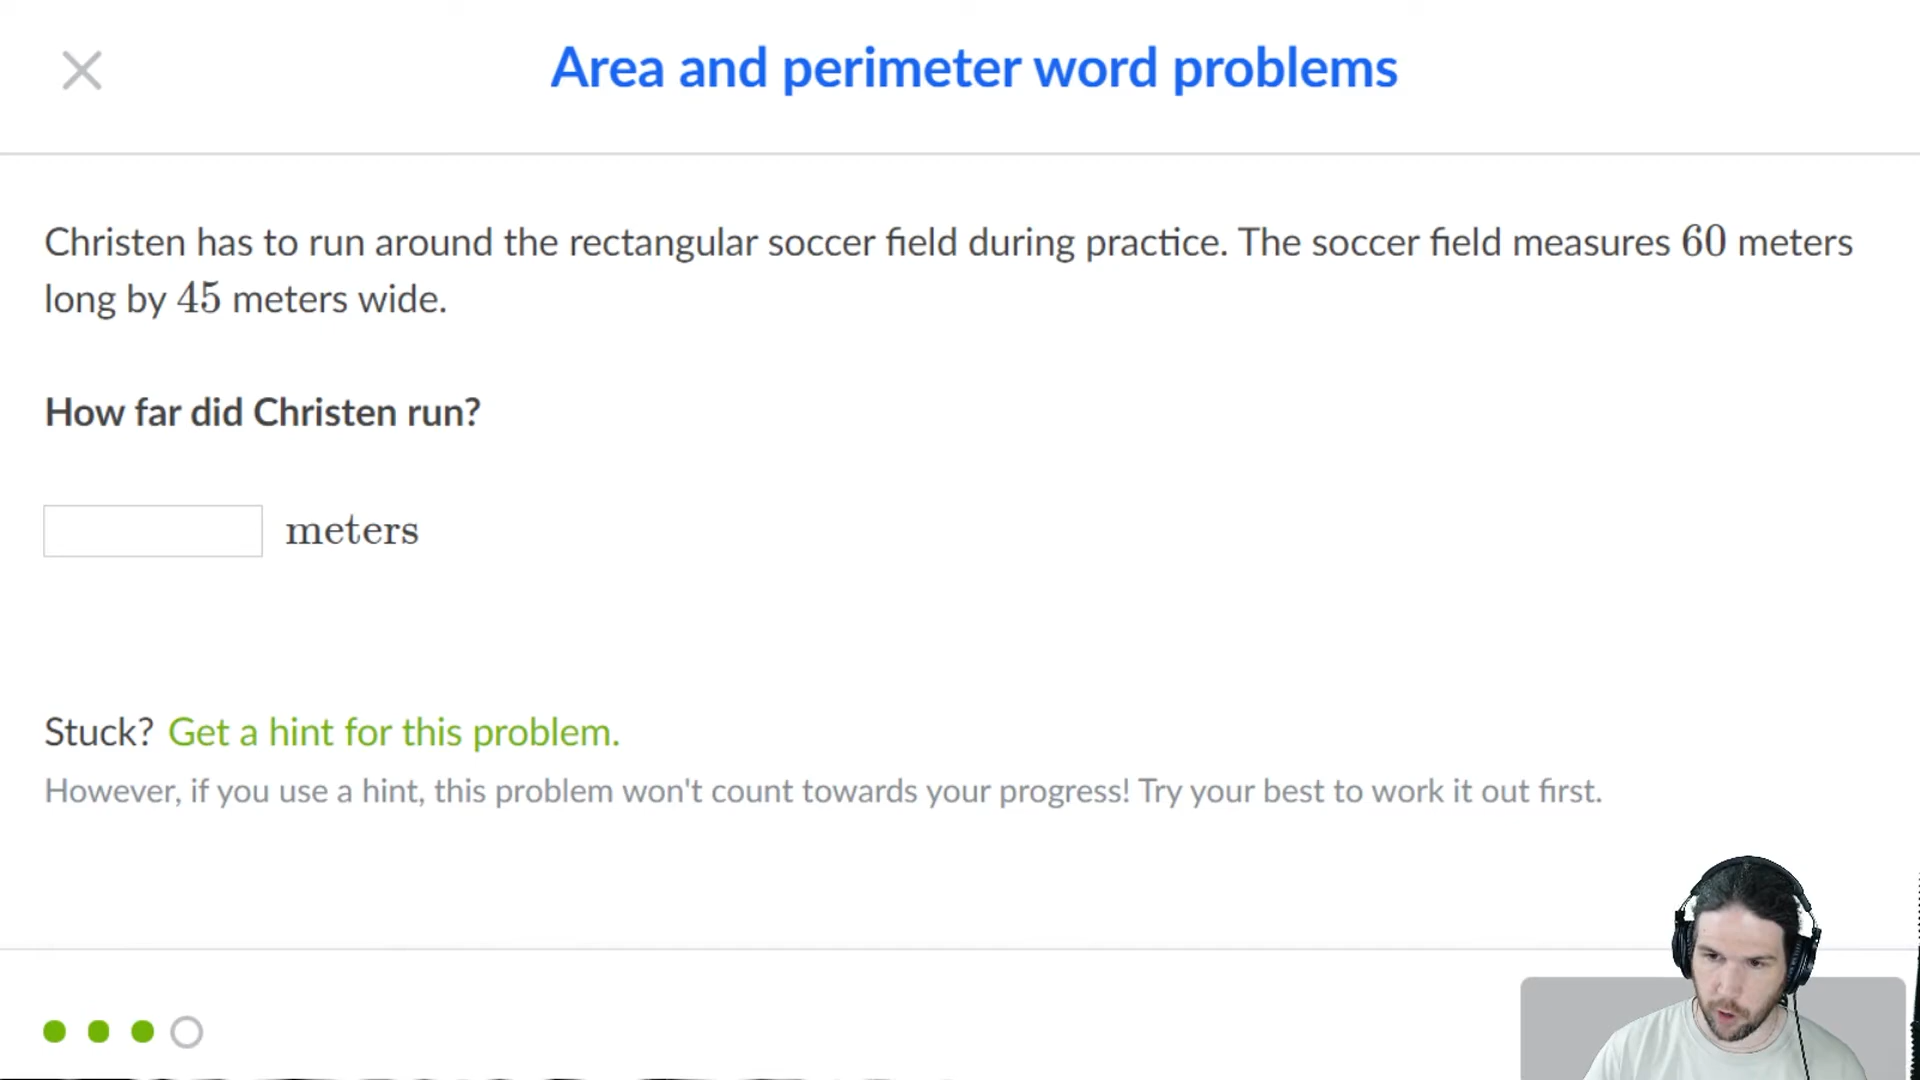 Area and perimeter word problems
Christen has to run around the rectangular soccer field during practice. The soccer field measures 60 meters
long by 45 meters wide.
How far did Christen run?
meters
Stuck? Get a hint for this problem.
However, if you use a hint, this problem won't count towards your progress! Try your best to work it out first.